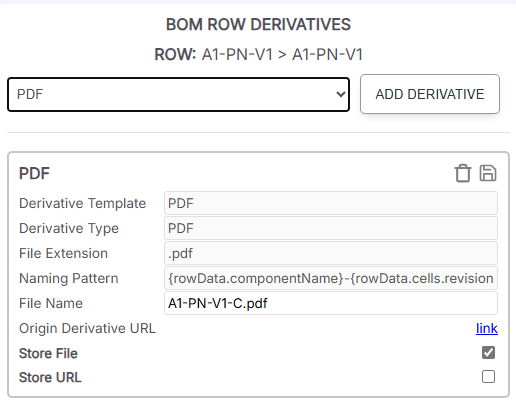 BOM ROW DERIVATIVES
ROW: A1-PN-V1 > A1-PN-V1
PDF ADD DERIVATIVE
PDF
Derivative Template PDF
Derivative Type PDF
File Extension .pdf
Naming Pattern {rowData.componentName}-{rowData.cells.revision
File Name A1-PN-V1-C.pdf
Origin Derivative URL link
Store File
Store URL